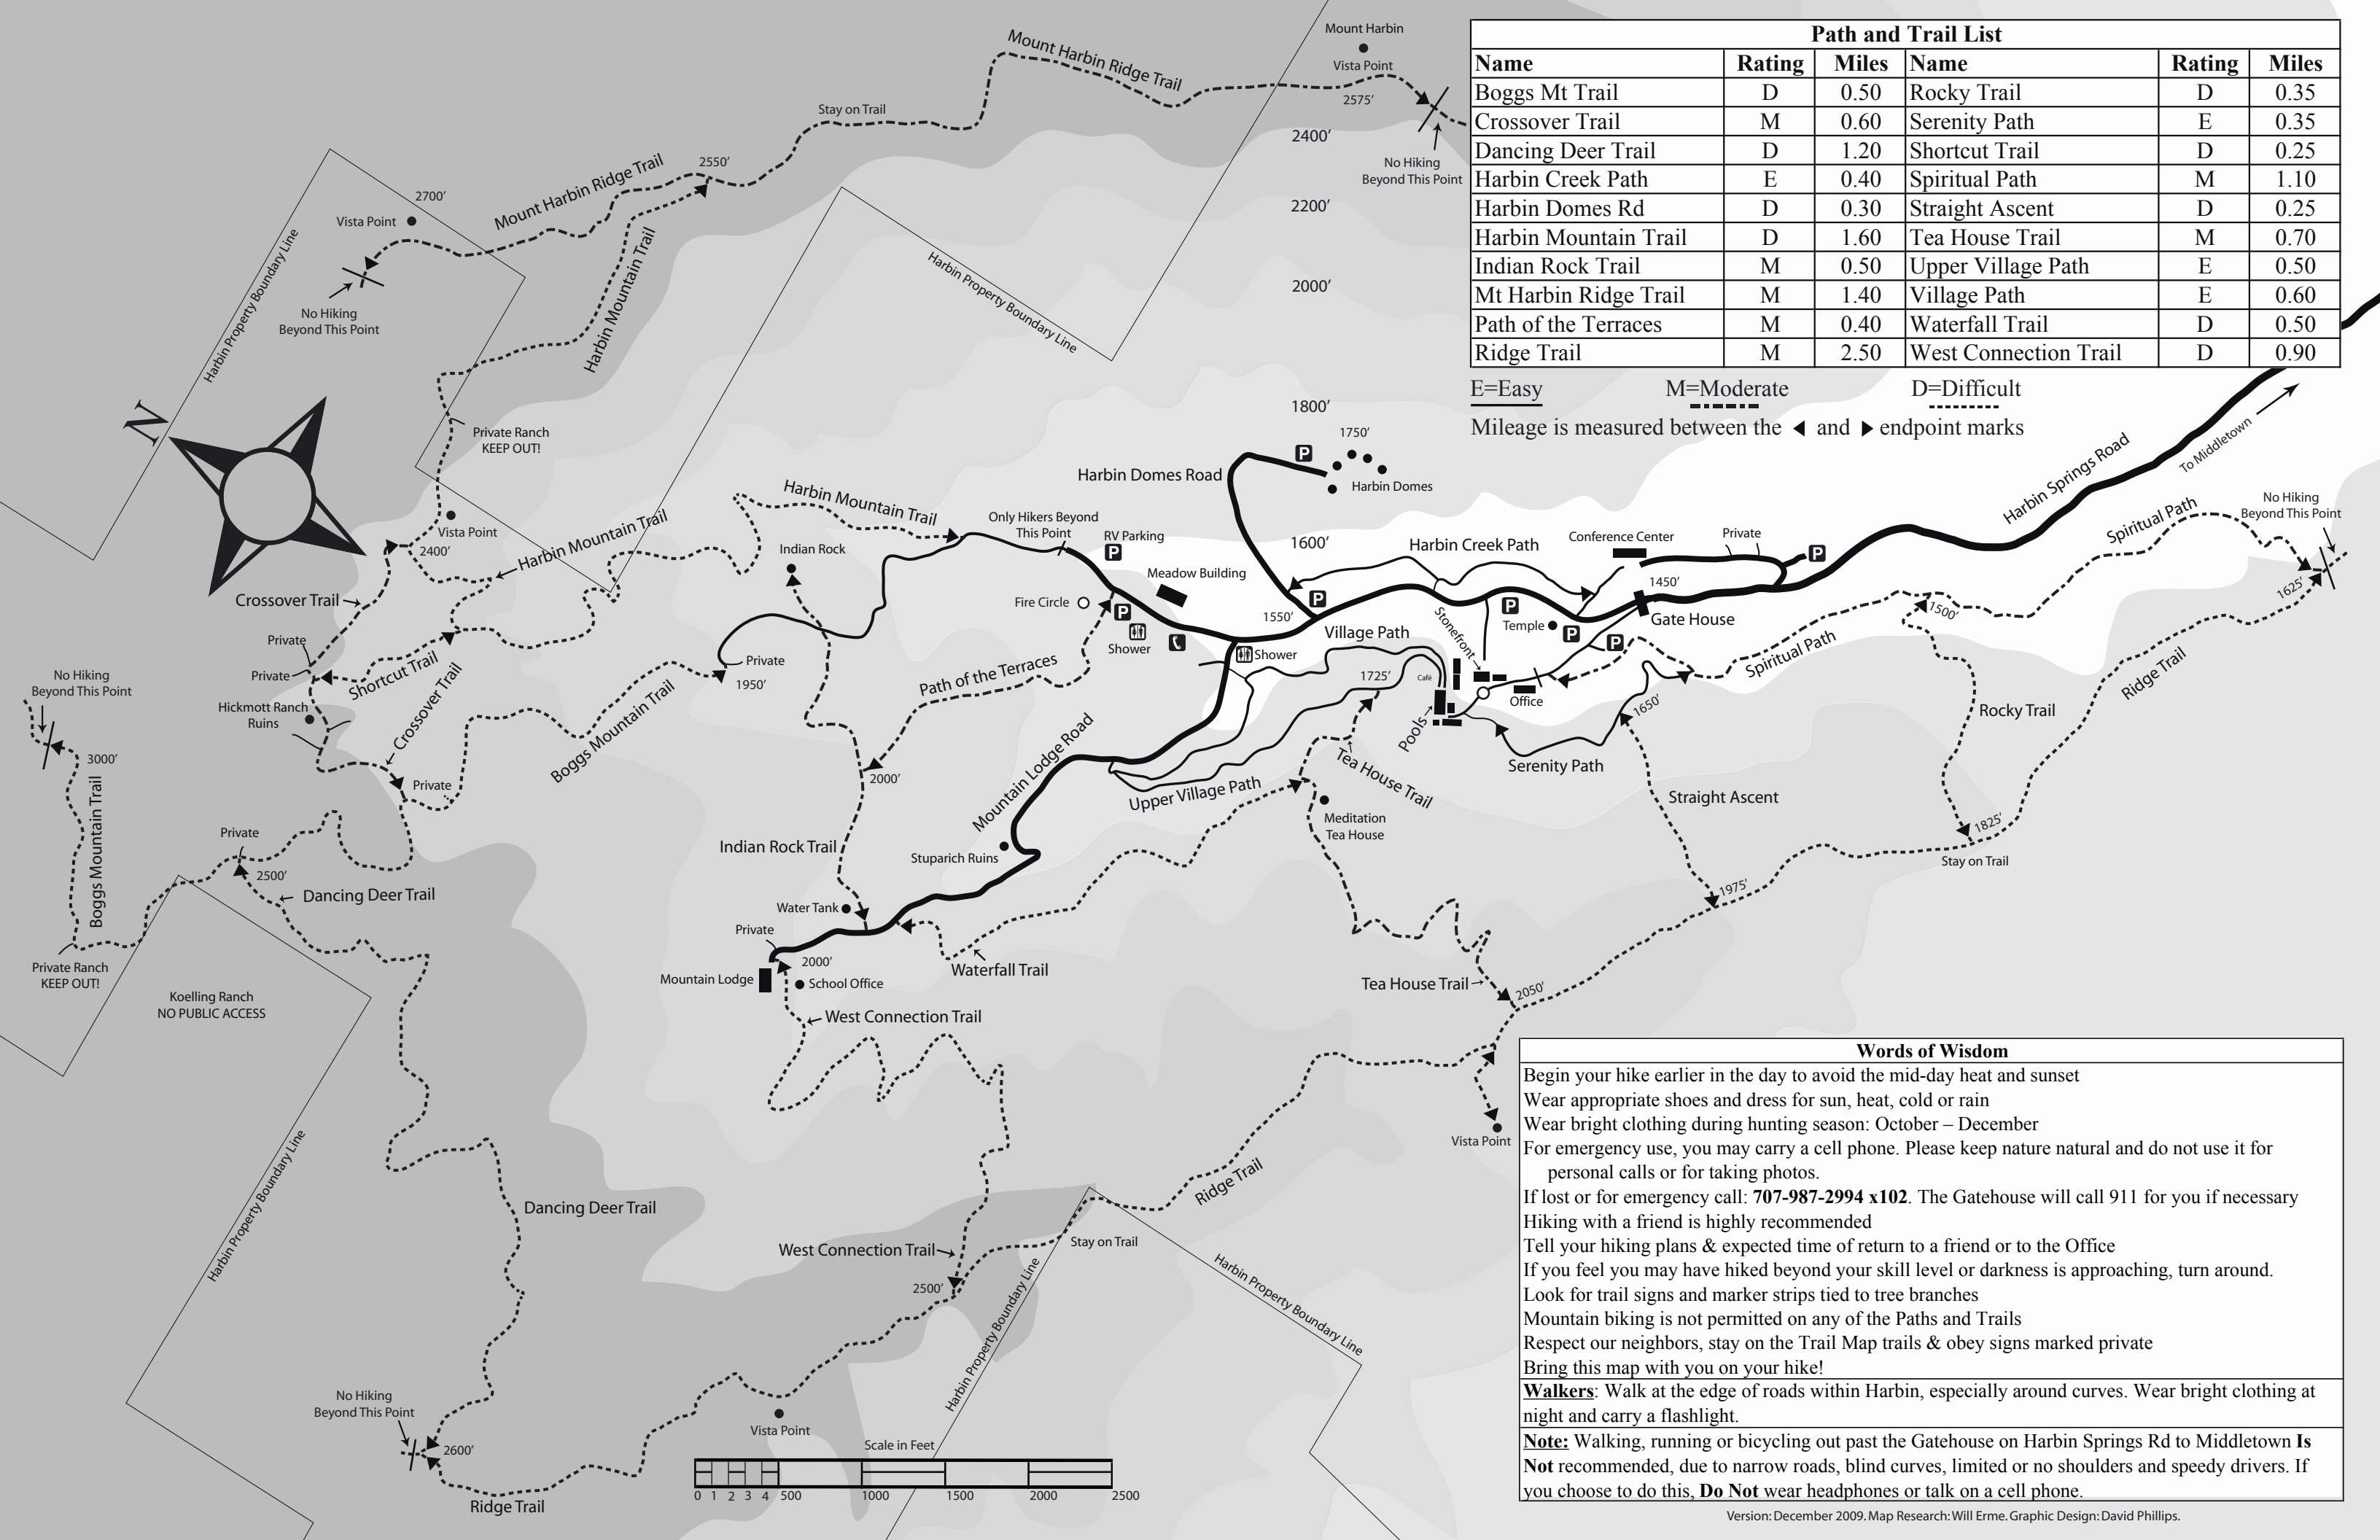 Mount Harbin
Vista Point
2575'
Mount Harbin Ridge Trail
Stay on Trail
2400'
No Hiking
Beyond This Point
Mount Harbin Ridge Trail
2550'
2700'
Vista Point
2200'
Harbin Property Boundary Line
No Hiking
Beyond This Point
Harbin Mountain Trail
Harbin Property Boundary Line
2000'
Path and Trail List
Name Rating Miles Name Rating Miles
Boggs Mt Trail D 0.50 Rocky Trail D 0.35
Crossover Trail M 0.60 Serenity Path E 0.35
Dancing Deer Trail D 1.20 Shortcut Trail D 0.25
Harbin Creek Path E 0.40 Spiritual Path M 1.10
Harbin Domes Rd D 0.30 Straight Ascent D 0.25
Harbin Mountain Trail D 1.60 Tea House Trail M 0.70
Indian Rock Trail M 0.50 Upper Village Path E 0.50
Mt Harbin Ridge Trail M 1.40 Village Path E 0.60
Path of the Terraces M 0.40 Waterfall Trail D 0.50
Ridge Trail M 2.50 West Connection Trail D 0.90
E=Easy M=Moderate D=Difficult
Mileage is measured between the ◀ and ▶ endpoint marks
N
1800'
Private Ranch
KEEP OUT!
1750'
P
Harbin Domes Road
Harbin Domes
To Middletown
Harbin Springs Road
Vista Point
2400'
Harbin Mountain Trail
Harbin Mountain Trail
Only Hikers Beyond
This Point
RV Parking
P
1600'
Harbin Creek Path
Conference Center
Private
P
Spiritual Path
No Hiking
Beyond This Point
1625'
Indian Rock
Meadow Building
1450'
Crossover Trail
Fire Circle
P
Shower
1550'
P
Storefront
P
Temple
P
Gate House
P
1500'
Private
Private
Shortcut Trail
Crossover Trail
Private
1950'
Path of the Terraces
Shower
Village Path
1725'
Café
Office
Pools
Spiritual Path
Ridge Trail
No Hiking
Beyond This Point
Hickmott Ranch
Ruins
3000'
Boggs Mountain Trail
Boggs Mountain Trail
Private
2000'
Mountain Lodge Road
Upper Village Path
Tea House Trail
Serenity Path
1650'
Rocky Trail
Straight Ascent
Meditation
Tea House
1825'
Stay on Trail
Private
2500'
Dancing Deer Trail
Indian Rock Trail
Stuparich Ruins
1975'
Water Tank
Private
2000'
Mountain Lodge
School Office
Waterfall Trail
West Connection Trail
Tea House Trail
2050'
Private Ranch
KEEP OUT!
Koelling Ranch
NO PUBLIC ACCESS
Vista Point
Harbin Property Boundary Line
Dancing Deer Trail
Ridge Trail
West Connection Trail
2500'
Stay on Trail
Harbin Property Boundary Line
Harbin Property Boundary Line
No Hiking
Beyond This Point
2600'
Ridge Trail
Vista Point
Scale in Feet
0 1 2 3 4 500 1000 1500 2000 2500
Words of Wisdom
Begin your hike earlier in the day to avoid the mid-day heat and sunset
Wear appropriate shoes and dress for sun, heat, cold or rain
Wear bright clothing during hunting season: October – December
For emergency use, you may carry a cell phone. Please keep nature natural and do not use it for
personal calls or for taking photos.
If lost or for emergency call: 707-987-2994 x102. The Gatehouse will call 911 for you if necessary
Hiking with a friend is highly recommended
Tell your hiking plans & expected time of return to a friend or to the Office
If you feel you may have hiked beyond your skill level or darkness is approaching, turn around.
Look for trail signs and marker strips tied to tree branches
Mountain biking is not permitted on any of the Paths and Trails
Respect our neighbors, stay on the Trail Map trails & obey signs marked private
Bring this map with you on your hike!
Walkers: Walk at the edge of roads within Harbin, especially around curves. Wear bright clothing at
night and carry a flashlight.
Note: Walking, running or bicycling out past the Gatehouse on Harbin Springs Rd to Middletown Is
Not recommended, due to narrow roads, blind curves, limited or no shoulders and speedy drivers. If
you choose to do this, Do Not wear headphones or talk on a cell phone.
Version: December 2009. Map Research: Will Erme. Graphic Design: David Phillips.